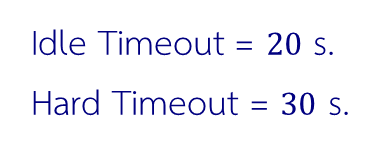 Idle Timeout = 20 s.
Hard Timeout = 30 s.